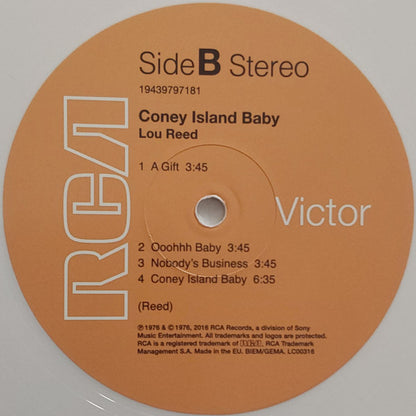 Side B Stereo
19439797181
Coney Island Baby
Lou Reed
1 A Gift 3:45
RCA
Victor
2 Ooohhh Baby 3:45
3 Nobody's Business 3:45
4 Coney Island Baby 6:35
(Reed)
℗ 1976 & © 1976, 2016 RCA Records, a division of Sony
Music Entertainment. All trademarks and logos are protected.
RCA is a registered trademark of RCA. RCA Trademark
Management S.A. Made in the EU. BIEM/GEMA. LC00316